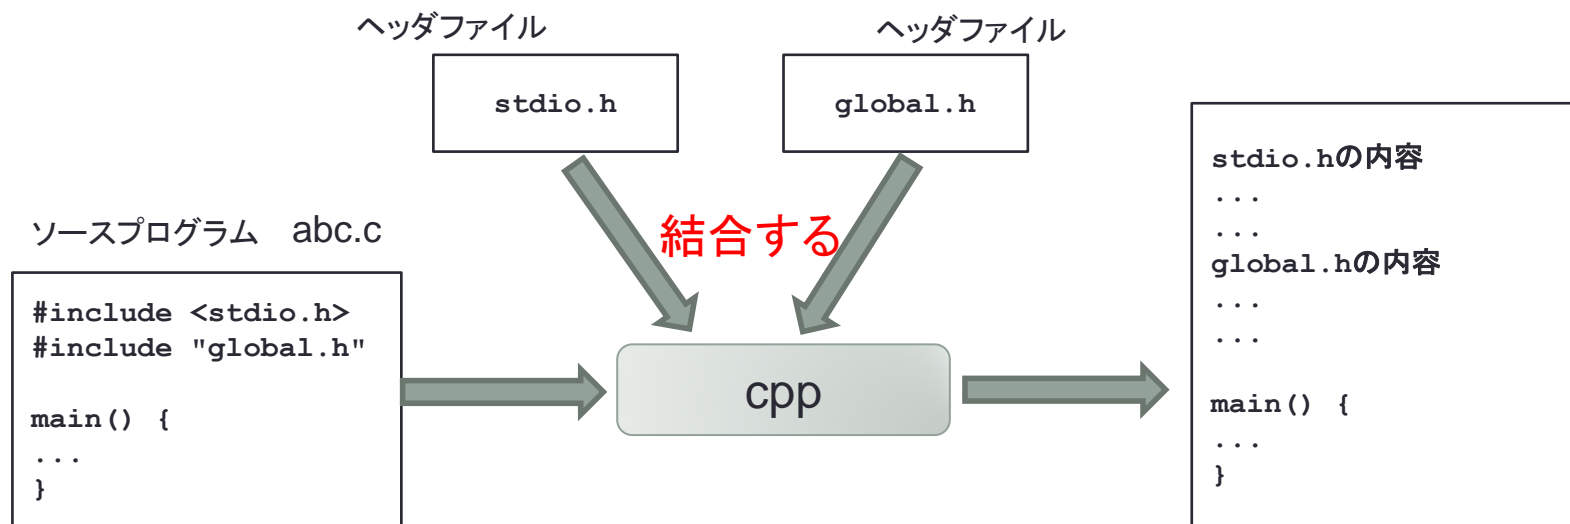 ヘッダファイル
ヘッダファイル
stdio.h
global.h
結合する
ソースプログラム abc.c
#include <stdio.h>
#include "global.h"
main() {
...
}
cpp
stdio.hの内容
...
...
global.hの内容
...
...
main() {
...
}